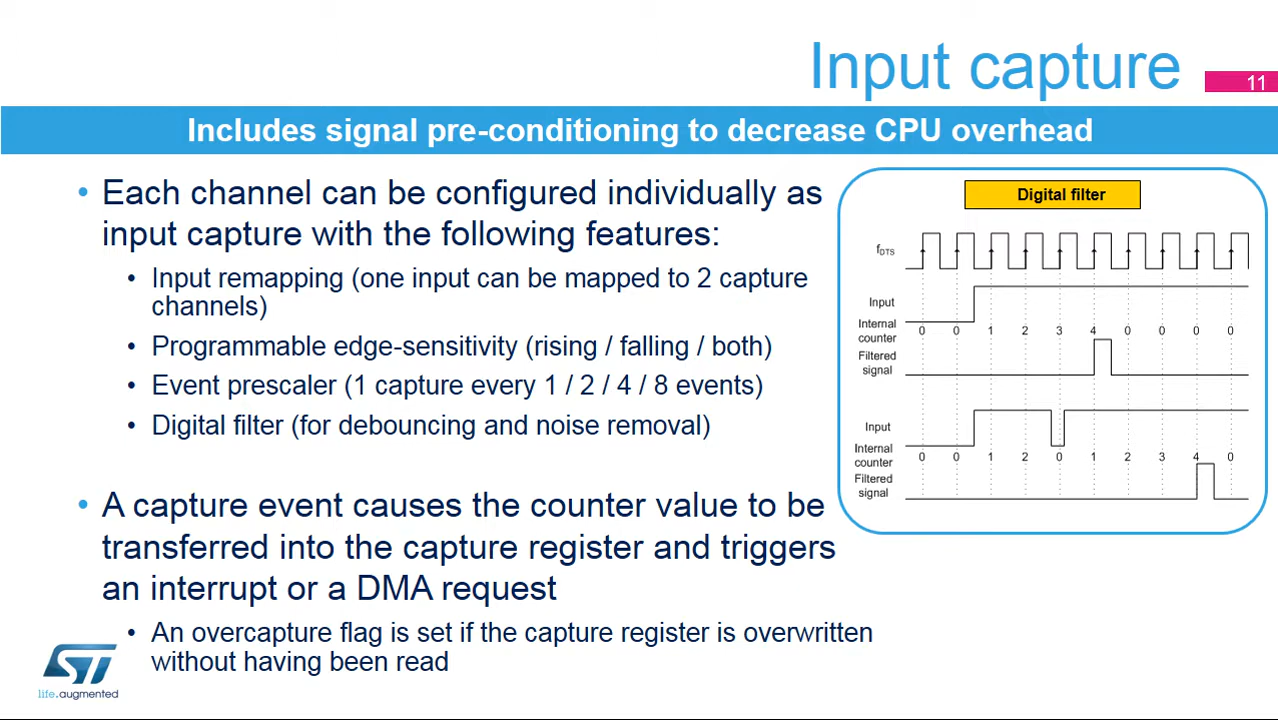 Input capture
11
Includes signal pre-conditioning to decrease CPU overhead
• Each channel can be configured individually as
input capture with the following features:
• Input remapping (one input can be mapped to 2 capture
channels)
• Programmable edge-sensitivity (rising / falling / both)
• Event prescaler (1 capture every 1 / 2 / 4 / 8 events)
• Digital filter (for debouncing and noise removal)
• A capture event causes the counter value to be
transferred into the capture register and triggers
an interrupt or a DMA request
• An overcapture flag is set if the capture register is overwritten
without having been read
Digital filter
fDTS
Input
Internal
counter
0 0 1 2 3 4 0 0 0 0
Filtered
signal
Input
Internal
counter
0 0 1 2 0 1 2 3 4 0
Filtered
signal
ST
life.augmented